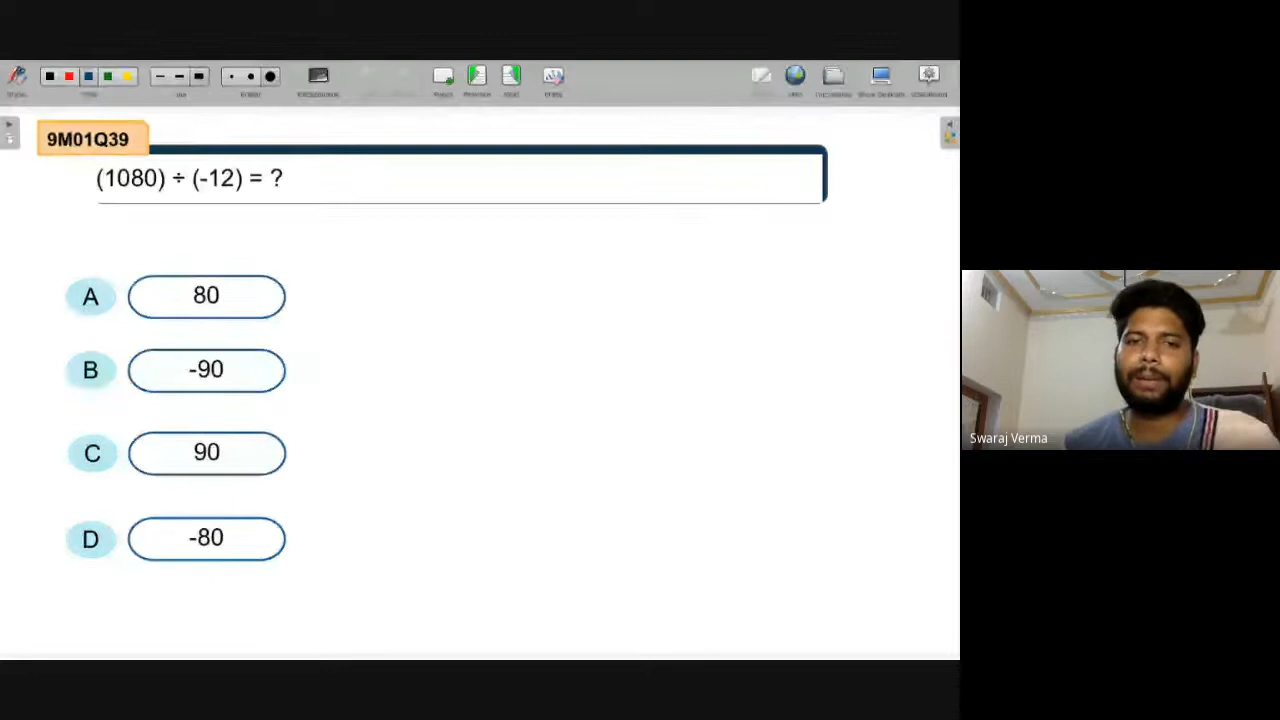 9M01Q39
(1080) ÷ (-12) = ?
A 80
B -90
C 90
D -80
Swaraj Verma